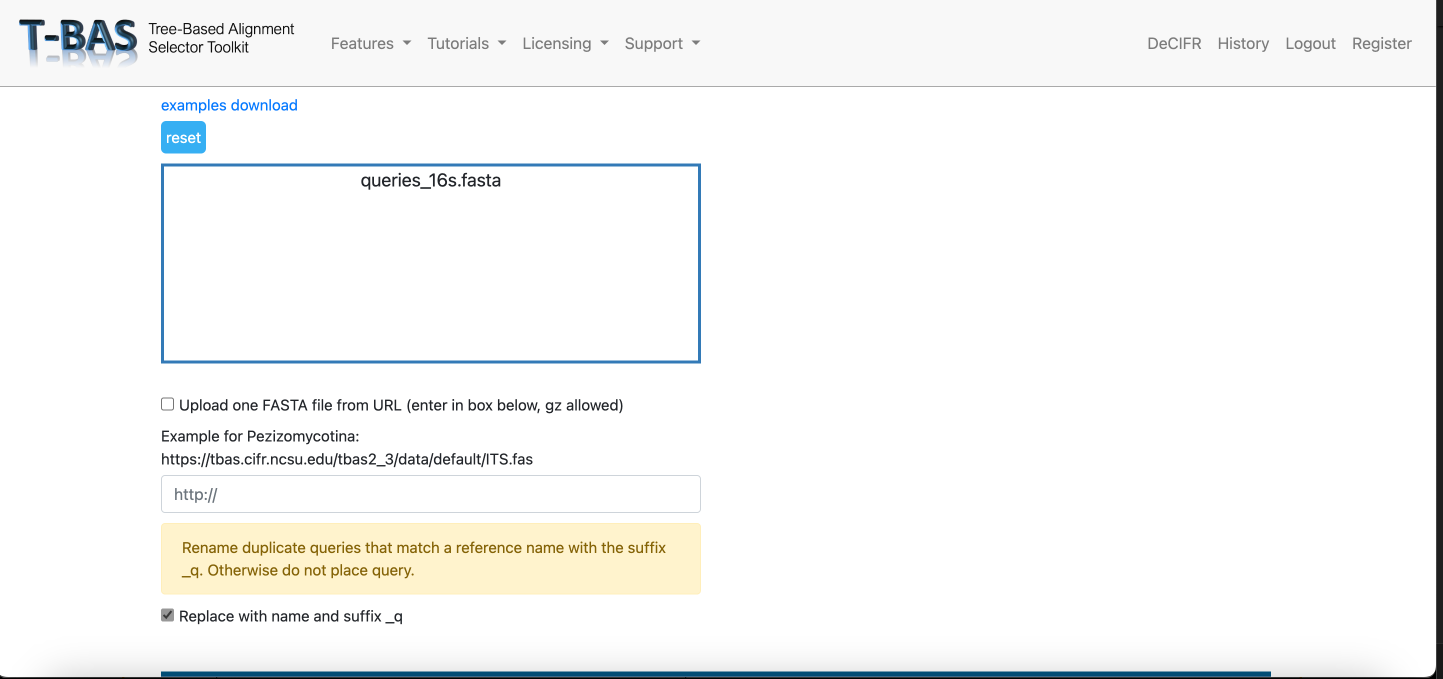 T-BAS
Tree-Based Alignment
Selector Toolkit
Features
Tutorials
Licensing
Support
DeCIFR
History
Logout
Register
examples download
reset
queries_16s.fasta
Upload one FASTA file from URL (enter in box below, gz allowed)
Example for Pezizomycotina:
https://tbas.cifr.ncsu.edu/tbas2_3/data/default/ITS.fas
http://
Rename duplicate queries that match a reference name with the suffix
_q. Otherwise do not place query.
Replace with name and suffix _q